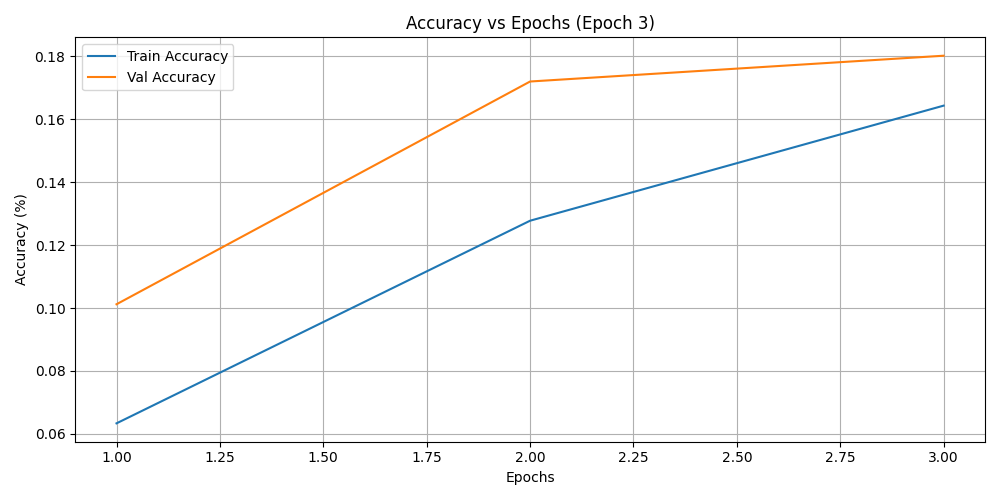 Accuracy vs Epochs (Epoch 3)
Train Accuracy
Val Accuracy
Accuracy (%)
0.18
0.16
0.14
0.12
0.10
0.08
0.06
1.00 1.25 1.50 1.75 2.00 2.25 2.50 2.75 3.00
Epochs